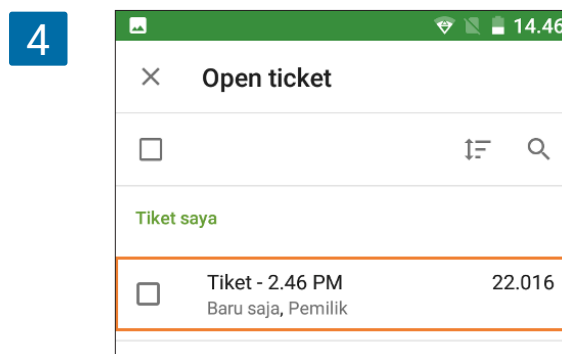 4
14.46
Open ticket
Tiket saya
Tiket - 2.46 PM 22.016
Baru saja, Pemilik